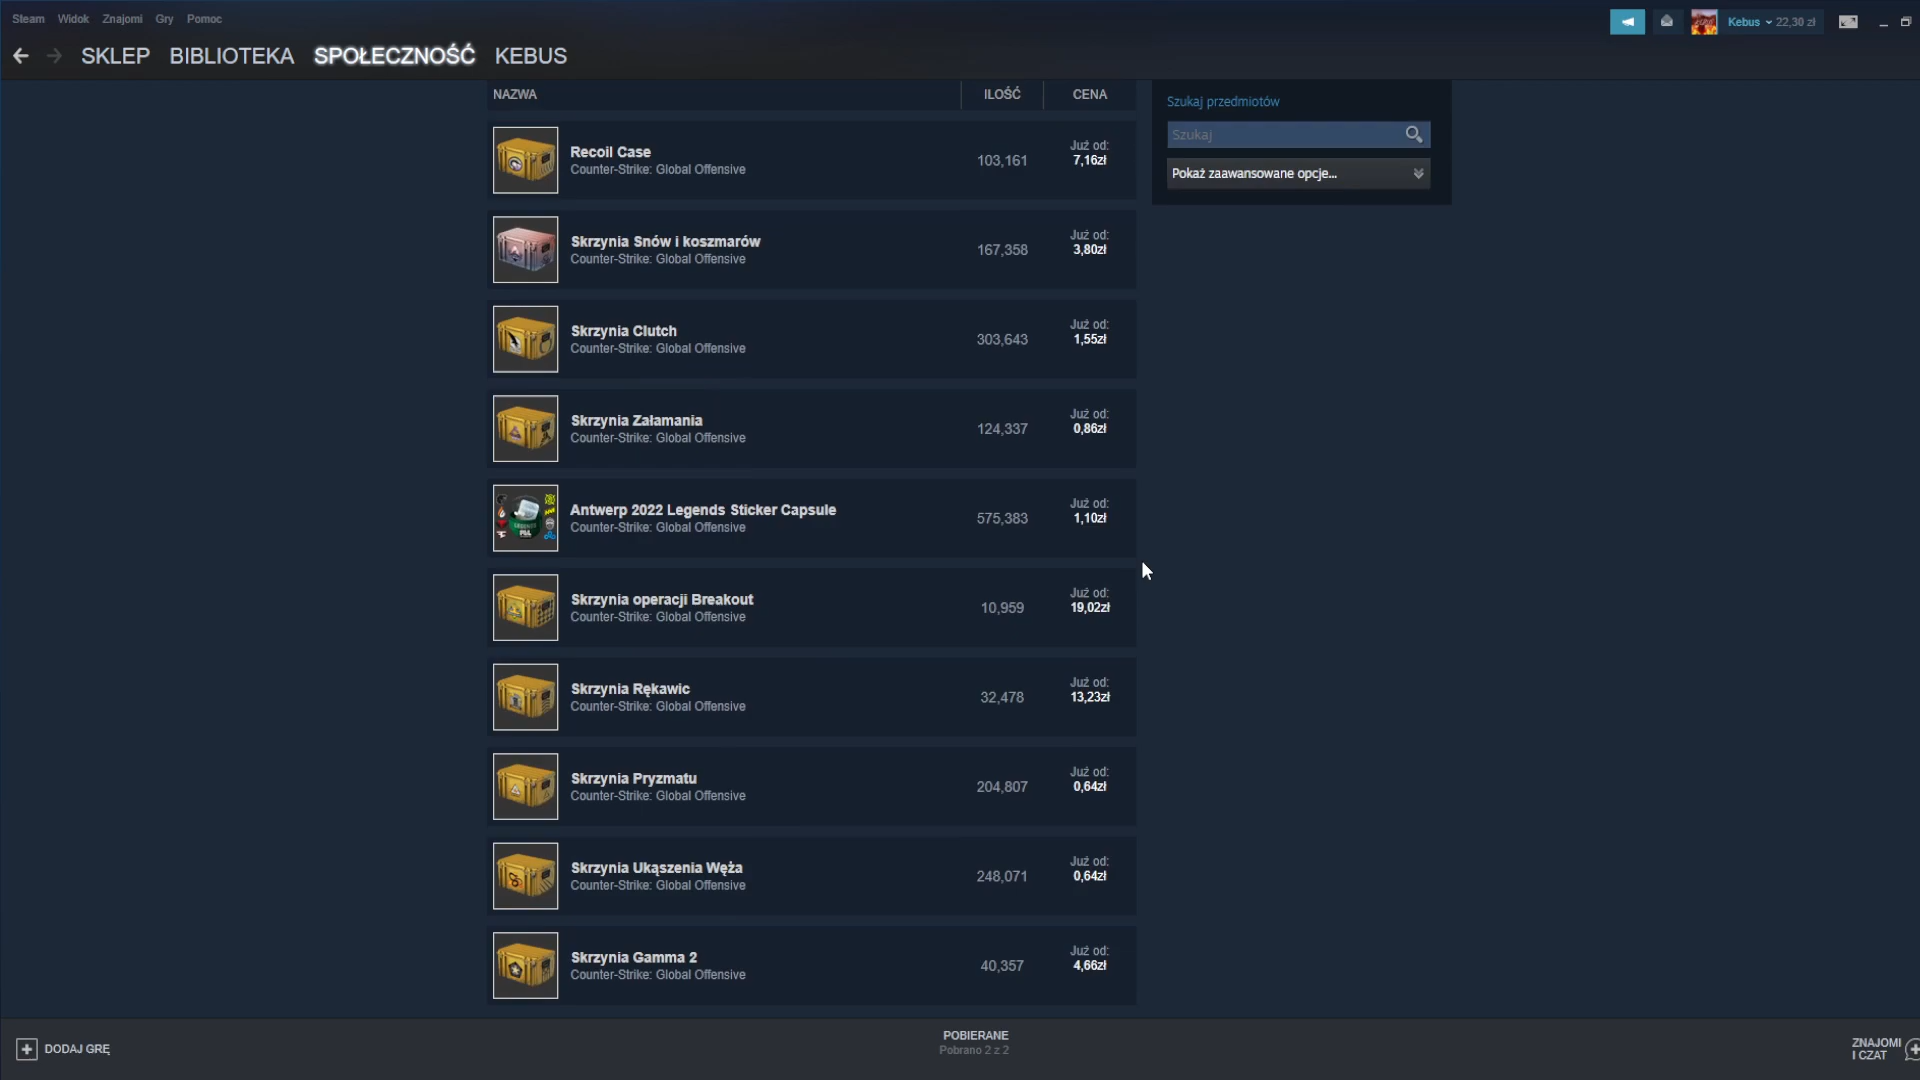 Steam Widok Znajomi Gry Pomoc
Kebus 22,30 zł
SKLEP BIBLIOTEKA SPOŁECZNOŚĆ KEBUS
NAZWA ILOŚĆ CENA
Recoil Case
Counter-Strike: Global Offensive
103,161
Już od:
7,16zł
Skrzynia Snów i koszmarów
Counter-Strike: Global Offensive
167,358
Już od:
3,80zł
Skrzynia Clutch
Counter-Strike: Global Offensive
303,643
Już od:
1,55zł
Skrzynia Załamania
Counter-Strike: Global Offensive
124,337
Już od:
0,86zł
Antwerp 2022 Legends Sticker Capsule
Counter-Strike: Global Offensive
575,383
Już od:
1,10zł
Skrzynia operacji Breakout
Counter-Strike: Global Offensive
10,959
Już od:
19,02zł
Skrzynia Rękawic
Counter-Strike: Global Offensive
32,478
Już od:
13,23zł
Skrzynia Pryzmatu
Counter-Strike: Global Offensive
204,807
Już od:
0,64zł
Skrzynia Ukąszenia Węża
Counter-Strike: Global Offensive
248,071
Już od:
0,64zł
Skrzynia Gamma 2
Counter-Strike: Global Offensive
40,357
Już od:
4,66zł
Szukaj przedmiotów
Szukaj
Pokaż zaawansowane opcje...
DODAJ GRĘ
POBIERANE
Pobrano 2 z 2
ZNAJOMI
I CZAT